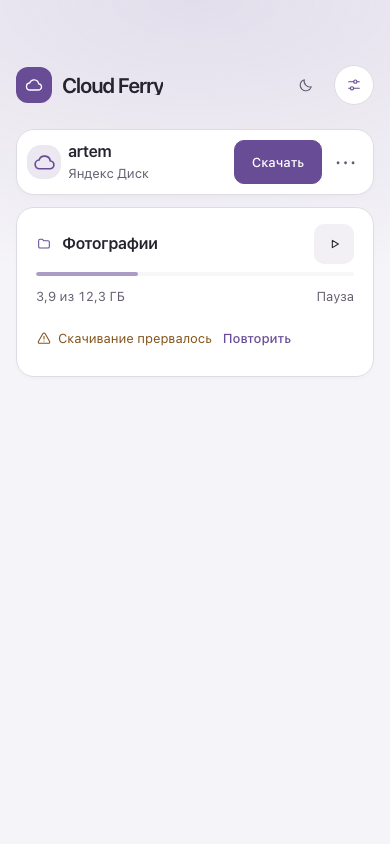 Cloud Ferry
artem
Яндекс Диск
Скачать
Фотографии
3,9 из 12,3 ГБ
Пауза
Скачивание прервалось Повторить